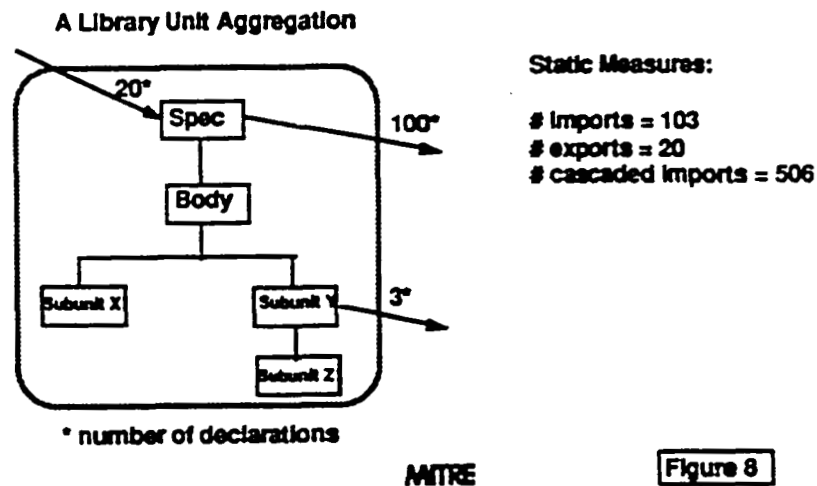 A Library Unit Aggregation
20*
Spec
100*
Body
Subunit X
Subunit Y
3*
Subunit Z
* number of declarations
Static Measures:
# imports = 103
# exports = 20
# cascaded imports = 506
MITRE
Figure 8